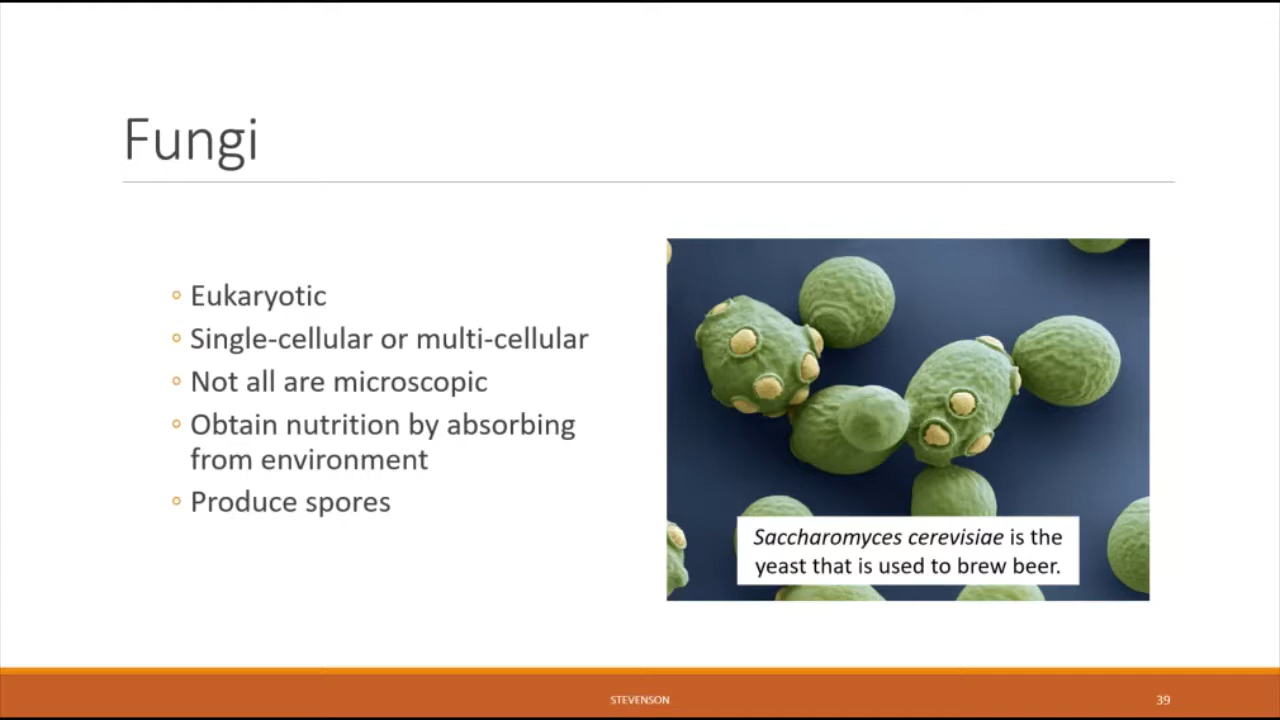 Fungi
◦ Eukaryotic
◦ Single-cellular or multi-cellular
◦ Not all are microscopic
◦ Obtain nutrition by absorbing
from environment
◦ Produce spores
Saccharomyces cerevisiae is the
yeast that is used to brew beer.
STEVENSON
39